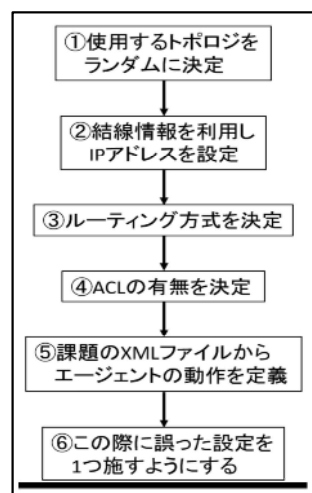 ①使用するトポロジを
ランダムに決定
②結線情報を利用し
IPアドレスを設定
③ルーティング方式を決定
④ACLの有無を決定
⑤課題のXMLファイルから
エージェントの動作を定義
⑥この際に誤った設定を
1つ施すようにする